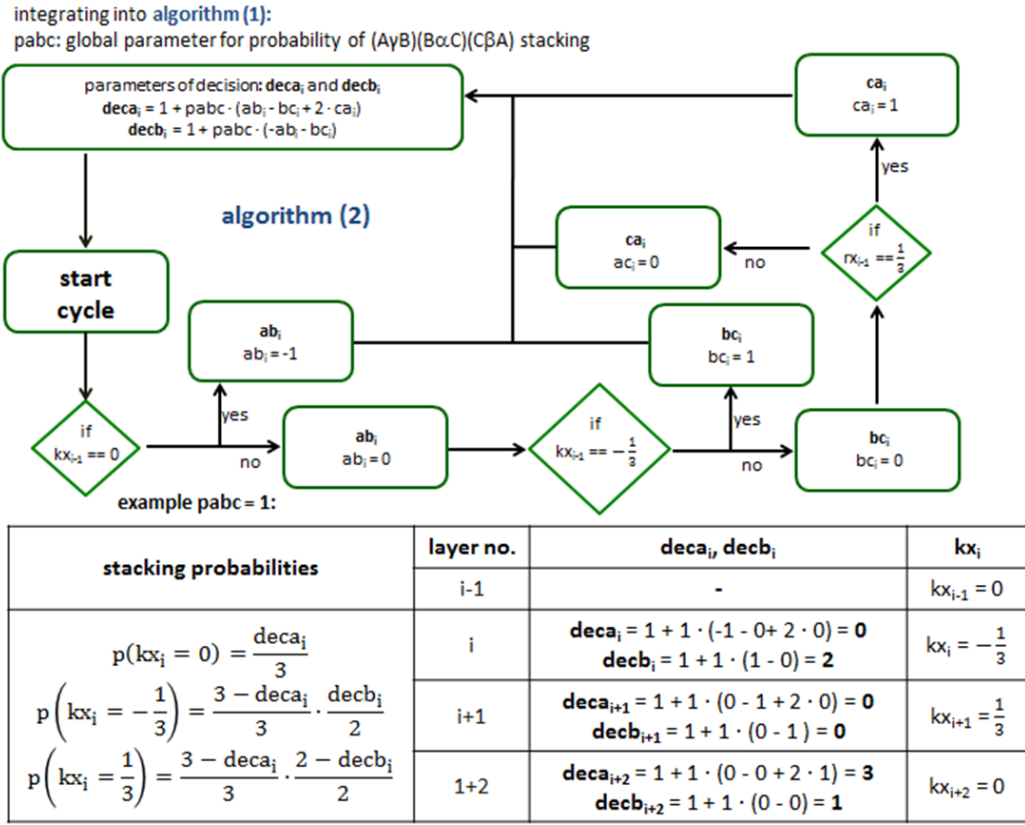 integrating into algorithm (1):
pabc: global parameter for probability of (AγB)(BαC)(CβA) stacking
parameters of decision: decaᵢ and decbᵢ
decaᵢ = 1 + pabc · (abᵢ - bcᵢ + 2 · caᵢ)
decbᵢ = 1 + pabc · (-abᵢ - bcᵢ)
caᵢ
caᵢ = 1
yes
algorithm (2)
if
rxᵢ₋₁ == 1/3
no
caᵢ
acᵢ = 0
start
cycle
abᵢ
abᵢ = -1
bcᵢ
bcᵢ = 1
if
kxᵢ₋₁ == 0
yes
no
abᵢ
abᵢ = 0
if
kxᵢ₋₁ == -1/3
yes
no
bcᵢ
bcᵢ = 0
example pabc = 1:
stacking probabilities
layer no.
decaᵢ, decbᵢ
kxᵢ
i-1
-
kxᵢ₋₁ = 0
p(kxᵢ = 0) = decaᵢ/3
i
decaᵢ = 1 + 1 · (-1 - 0+ 2 · 0) = 0
decbᵢ = 1 + 1 · (1 - 0) = 2
kxᵢ = -1/3
p(kxᵢ = -1/3) = (3 - decaᵢ)/3 · decbᵢ/2
i+1
decaᵢ₊₁ = 1 + 1 · (0 - 1 + 2 · 0) = 0
decbᵢ₊₁ = 1 + 1 · (0 - 1 ) = 0
kxᵢ₊₁ = 1/3
p(kxᵢ = 1/3) = (3 - decaᵢ)/3 · (2 - decbᵢ)/2
1+2
decaᵢ₊₂ = 1 + 1 · (0 - 0 + 2 · 1) = 3
decbᵢ₊₂ = 1 + 1 · (0 - 0) = 1
kxᵢ₊₂ = 0